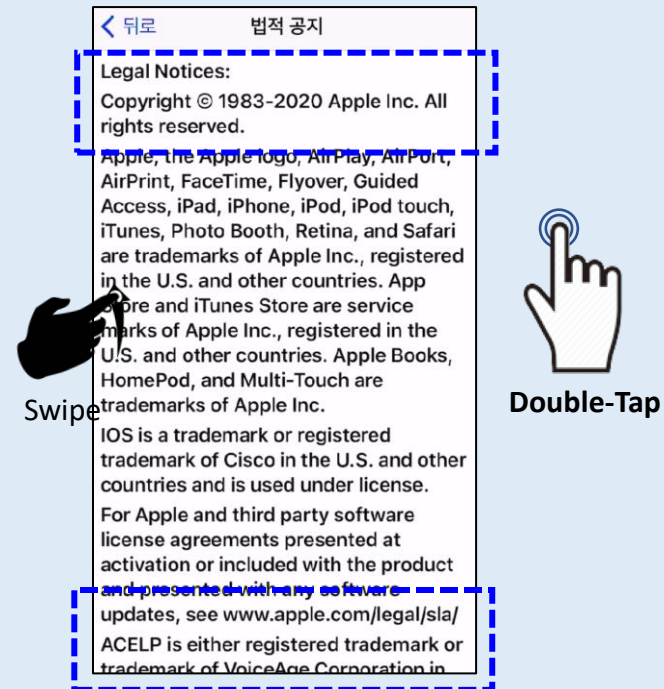 뒤로 법적 공지
Legal Notices:
Copyright © 1983-2020 Apple Inc. All
rights reserved.
Apple, the Apple logo, AirPlay, AirPort,
AirPrint, FaceTime, Flyover, Guided
Access, iPad, iPhone, iPod, iPod touch,
iTunes, Photo Booth, Retina, and Safari
are trademarks of Apple Inc., registered
in the U.S. and other countries. App
Store and iTunes Store are service
marks of Apple Inc., registered in the
U.S. and other countries. Apple Books,
HomePod, and Multi-Touch are
trademarks of Apple Inc.
IOS is a trademark or registered
trademark of Cisco in the U.S. and other
countries and is used under license.
For Apple and third party software
license agreements presented at
activation or included with the product
and presented with any software
updates, see www.apple.com/legal/sla/
ACELP is either registered trademark or
trademark of VoiceAge Corporation in
Swipe
Double-Tap